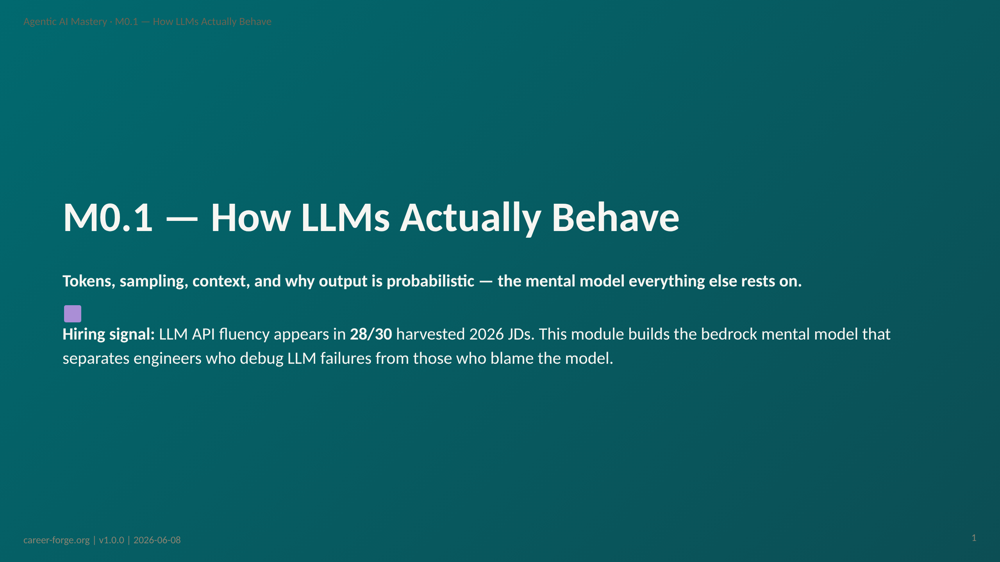 Agentic AI Mastery · M0.1 — How LLMs Actually Behave
M0.1 — How LLMs Actually Behave
Tokens, sampling, context, and why output is probabilistic — the mental model everything else rests on.
Hiring signal: LLM API fluency appears in 28/30 harvested 2026 JDs. This module builds the bedrock mental model that
separates engineers who debug LLM failures from those who blame the model.
career-forge.org | v1.0.0 | 2026-06-08
1